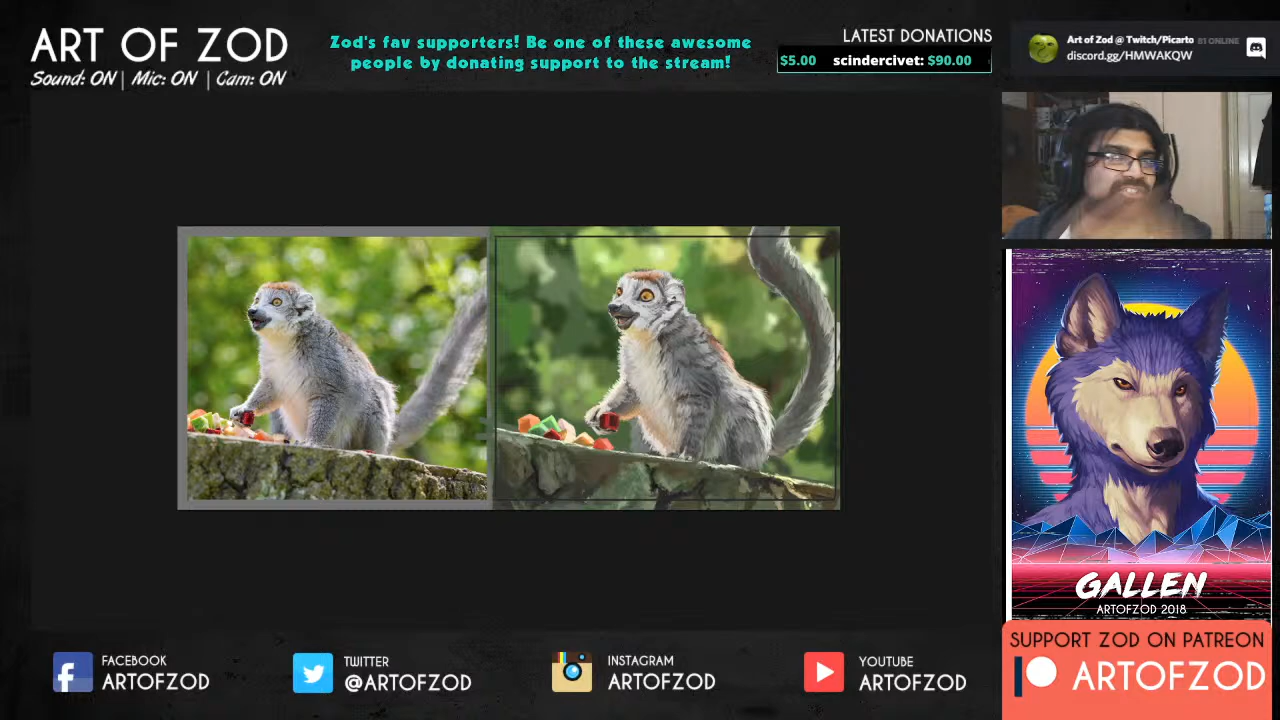 ART OF ZOD
Sound: ON | Mic: ON | Cam: ON
Zod's fav supporters! Be one of these awesome
people by donating support to the stream!
LATEST DONATIONS
$5.00 scindercivet: $90.00
Art of Zod @ Twitch/Picarto 81 ONLINE
discord.gg/HMWAKQW
GALLEN
ARTOFZOD 2018
SUPPORT ZOD ON PATREON
ARTOFZOD
FACEBOOK
ARTOFZOD
TWITTER
@ARTOFZOD
INSTAGRAM
ARTOFZOD
YOUTUBE
ARTOFZOD